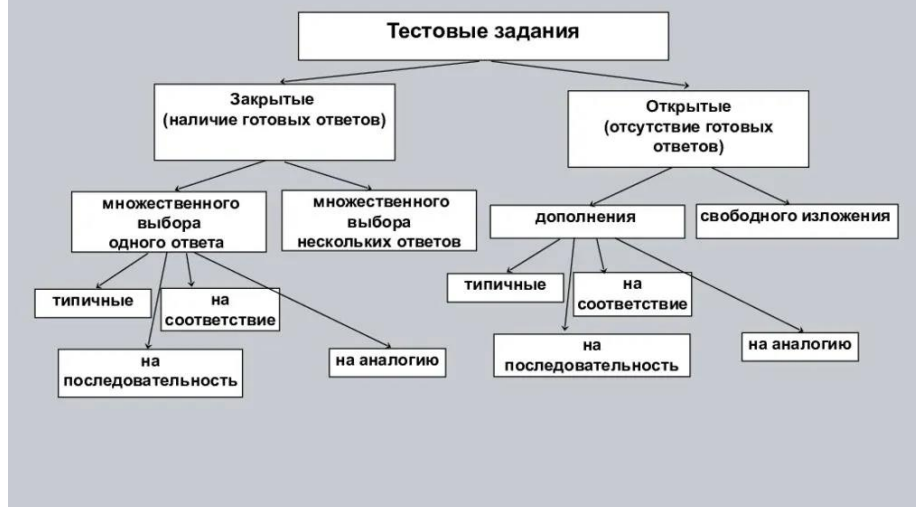 Тестовые задания
Закрытые
(наличие готовых ответов)
Открытые
(отсутствие готовых
ответов)
множественного
выбора
одного ответа
множественного
выбора
нескольких ответов
дополнения
свободного изложения
типичные
на
соответствие
на
последовательность
на аналогию
типичные
на
соответствие
на
последовательность
на аналогию